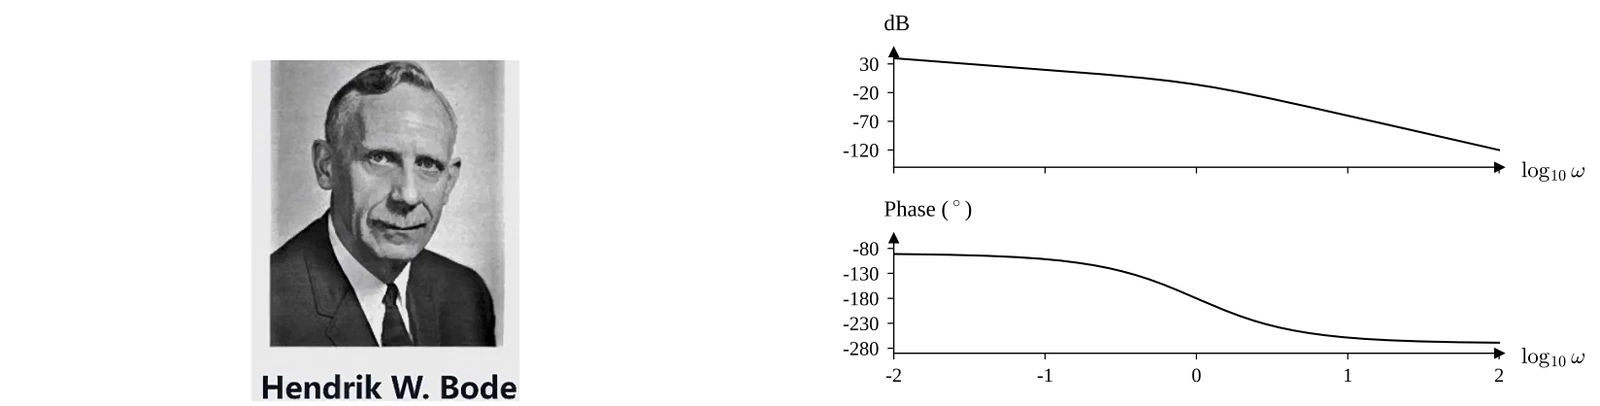 Hendrik W. Bode
dB
30
-20
-70
-120
log₁₀ ω
Phase (°)
-80
-130
-180
-230
-280
log₁₀ ω
-2 -1 0 1 2